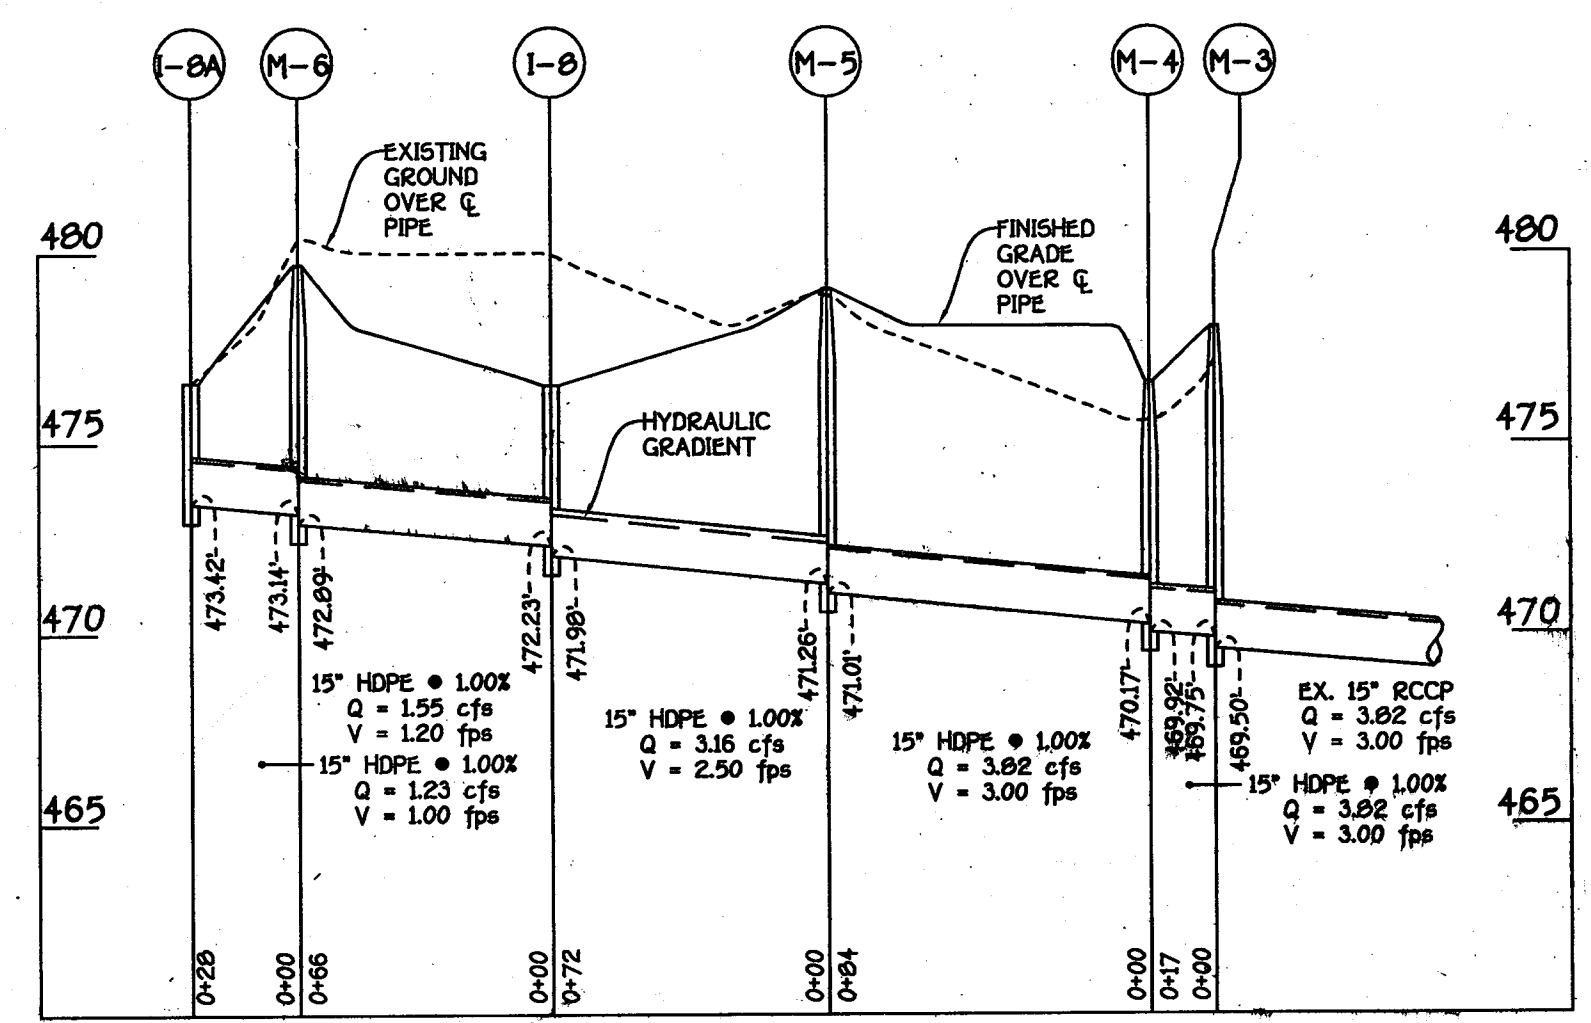 I-8A
M-6
I-8
M-5
M-4
M-3
EXISTING
GROUND
OVER ℄
PIPE
FINISHED
GRADE
OVER ℄
PIPE
480
480
475
475
HYDRAULIC
GRADIENT
470
470
465
465
473.42'
473.14'
472.89'
472.23'
471.98'
471.26'
471.01'
470.17'
469.92'
469.75'
469.50'
15" HDPE @ 1.00%
Q = 1.55 cfs
V = 1.20 fps
15" HDPE @ 1.00%
Q = 1.23 cfs
V = 1.00 fps
15" HDPE @ 1.00%
Q = 3.16 cfs
V = 2.50 fps
15" HDPE @ 1.00%
Q = 3.82 cfs
V = 3.00 fps
EX. 15" RCCP
Q = 3.82 cfs
V = 3.00 fps
15" HDPE @ 1.00%
Q = 3.82 cfs
V = 3.00 fps
0+28
0+00
0+66
0+00
0+72
0+00
0+84
0+00
0+17
0+00